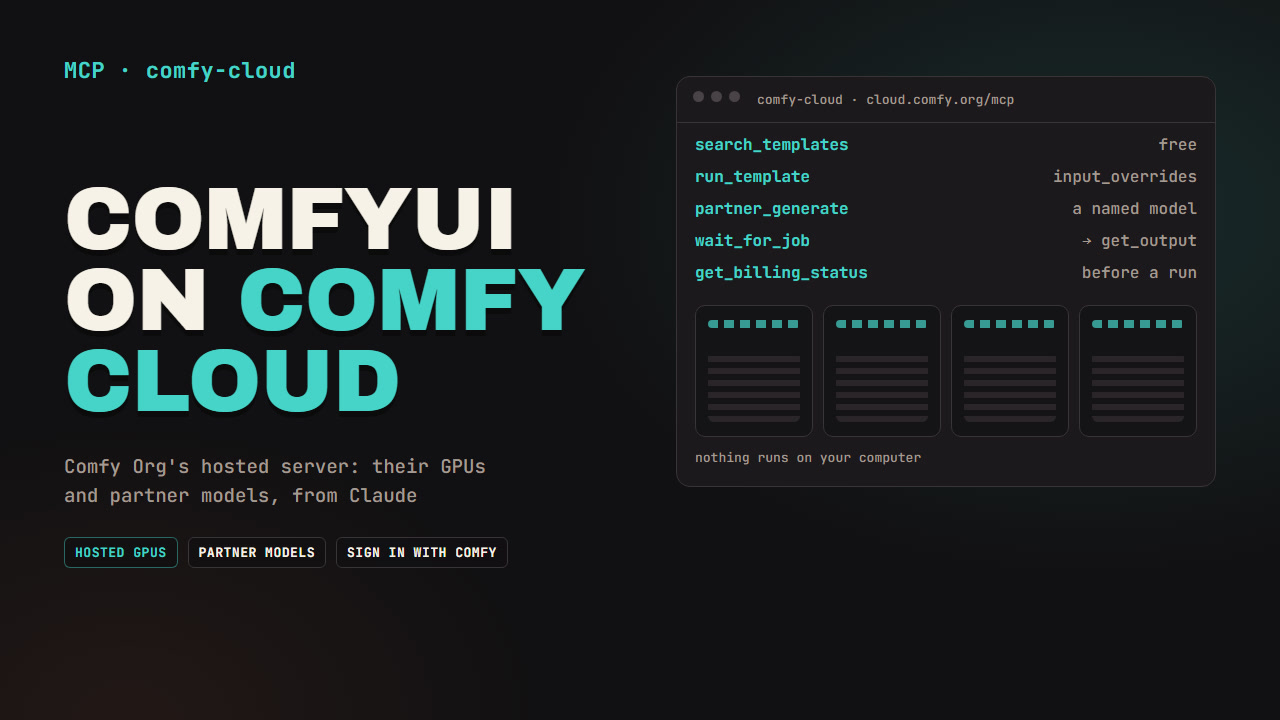 MCP · comfy-cloud
COMFYUI
ON COMFY
CLOUD
Comfy Org's hosted server: their GPUs
and partner models, from Claude
HOSTED GPUS
PARTNER MODELS
SIGN IN WITH COMFY
comfy-cloud · cloud.comfy.org/mcp
search_templates free
run_template input_overrides
partner_generate a named model
wait_for_job → get_output
get_billing_status before a run
nothing runs on your computer